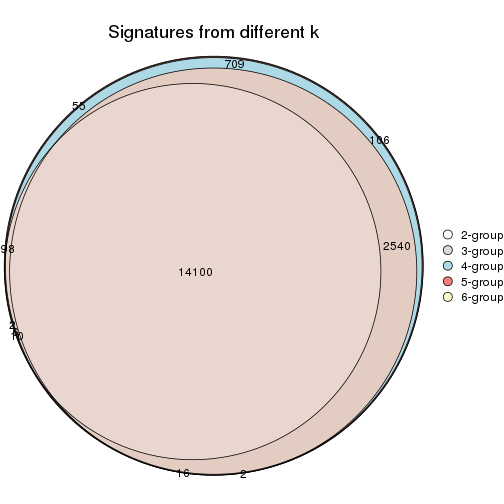 Signatures from different k
709
55
106
98
2540
14100
2
10
16
2
2-group
3-group
4-group
5-group
6-group